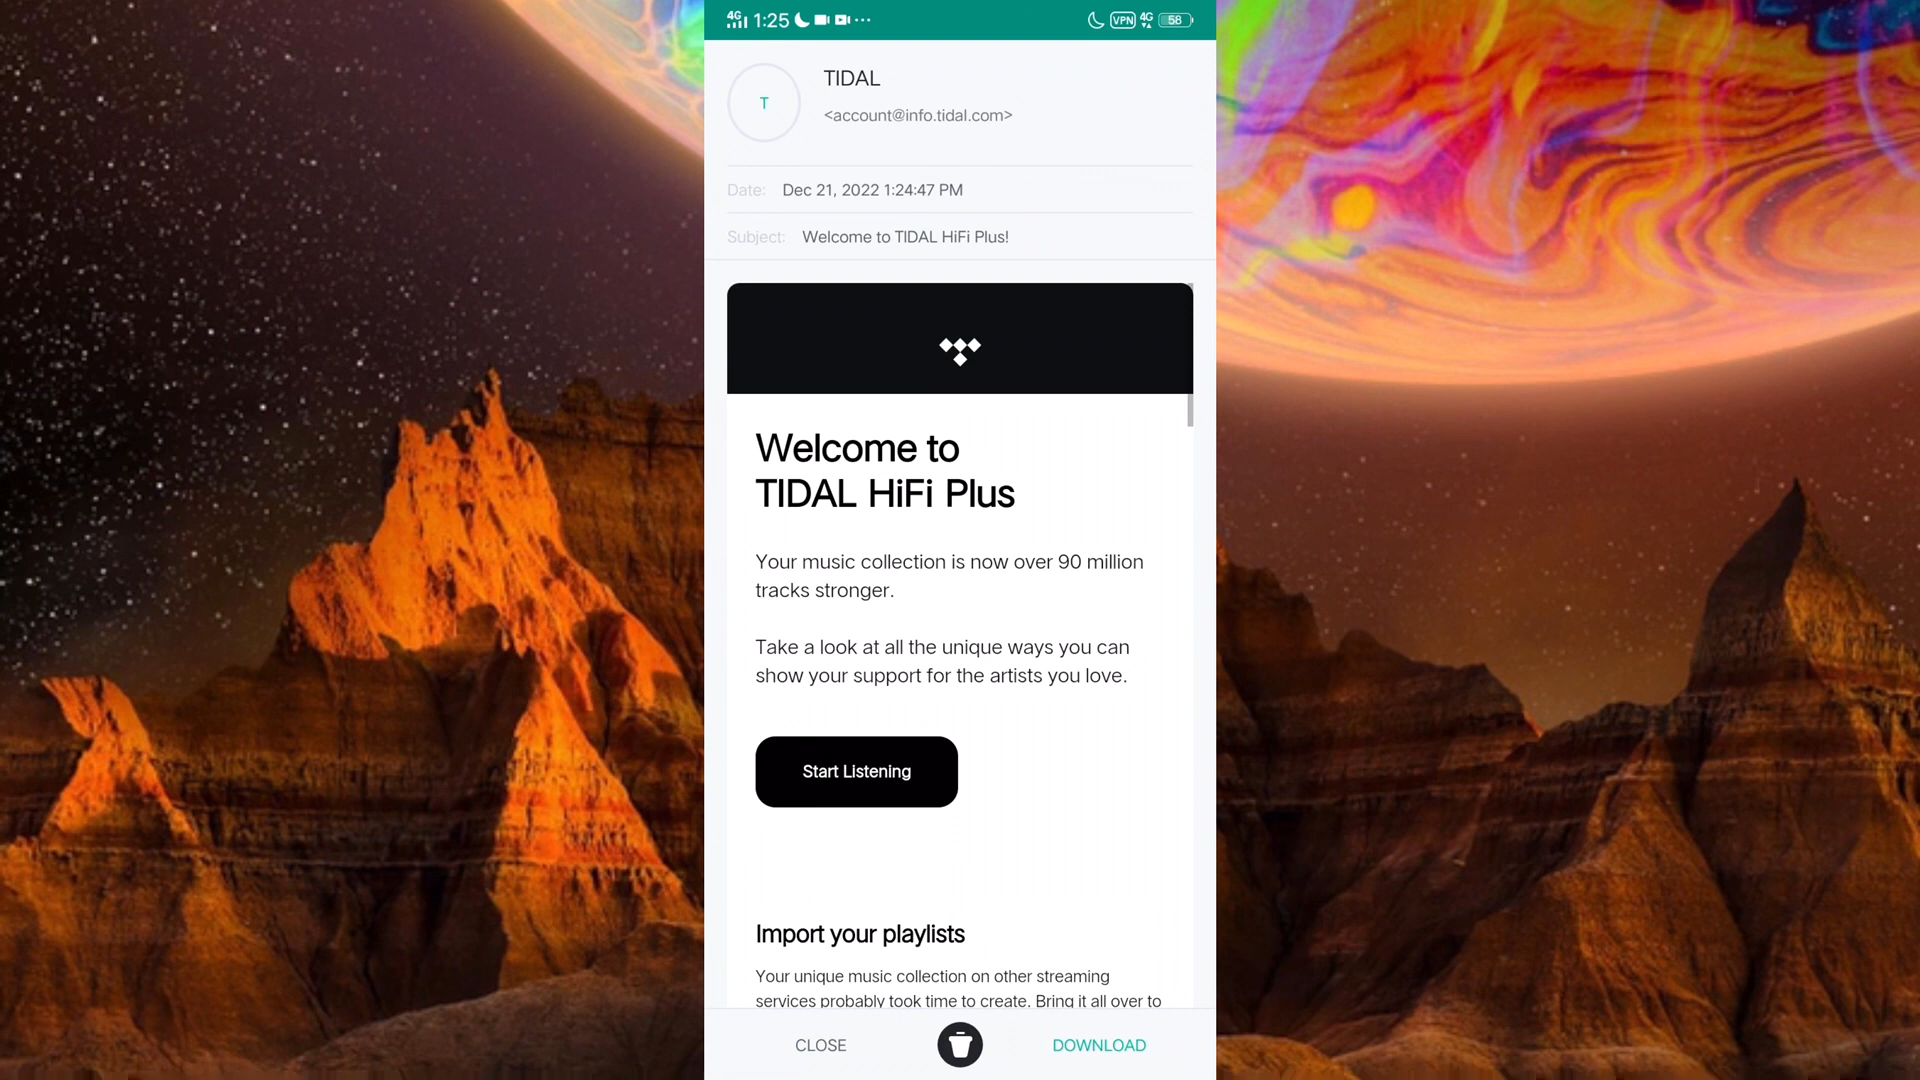 4G 1:25 VPN 4G 58
T
TIDAL
<account@info.tidal.com>
Date: Dec 21, 2022 1:24:47 PM
Subject: Welcome to TIDAL HiFi Plus!
Welcome to
TIDAL HiFi Plus
Your music collection is now over 90 million
tracks stronger.
Take a look at all the unique ways you can
show your support for the artists you love.
Start Listening
Import your playlists
Your unique music collection on other streaming
services probably took time to create. Bring it all over to
CLOSE DOWNLOAD